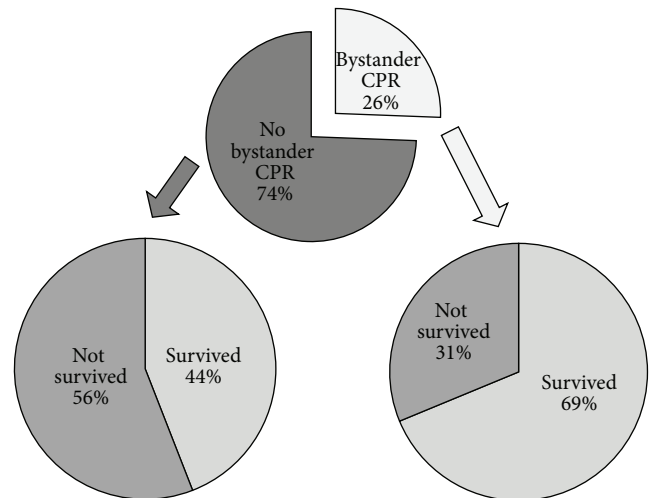 Bystander
CPR
26%
No
bystander
CPR
74%
Not
survived
56%
Survived
44%
Not
survived
31%
Survived
69%